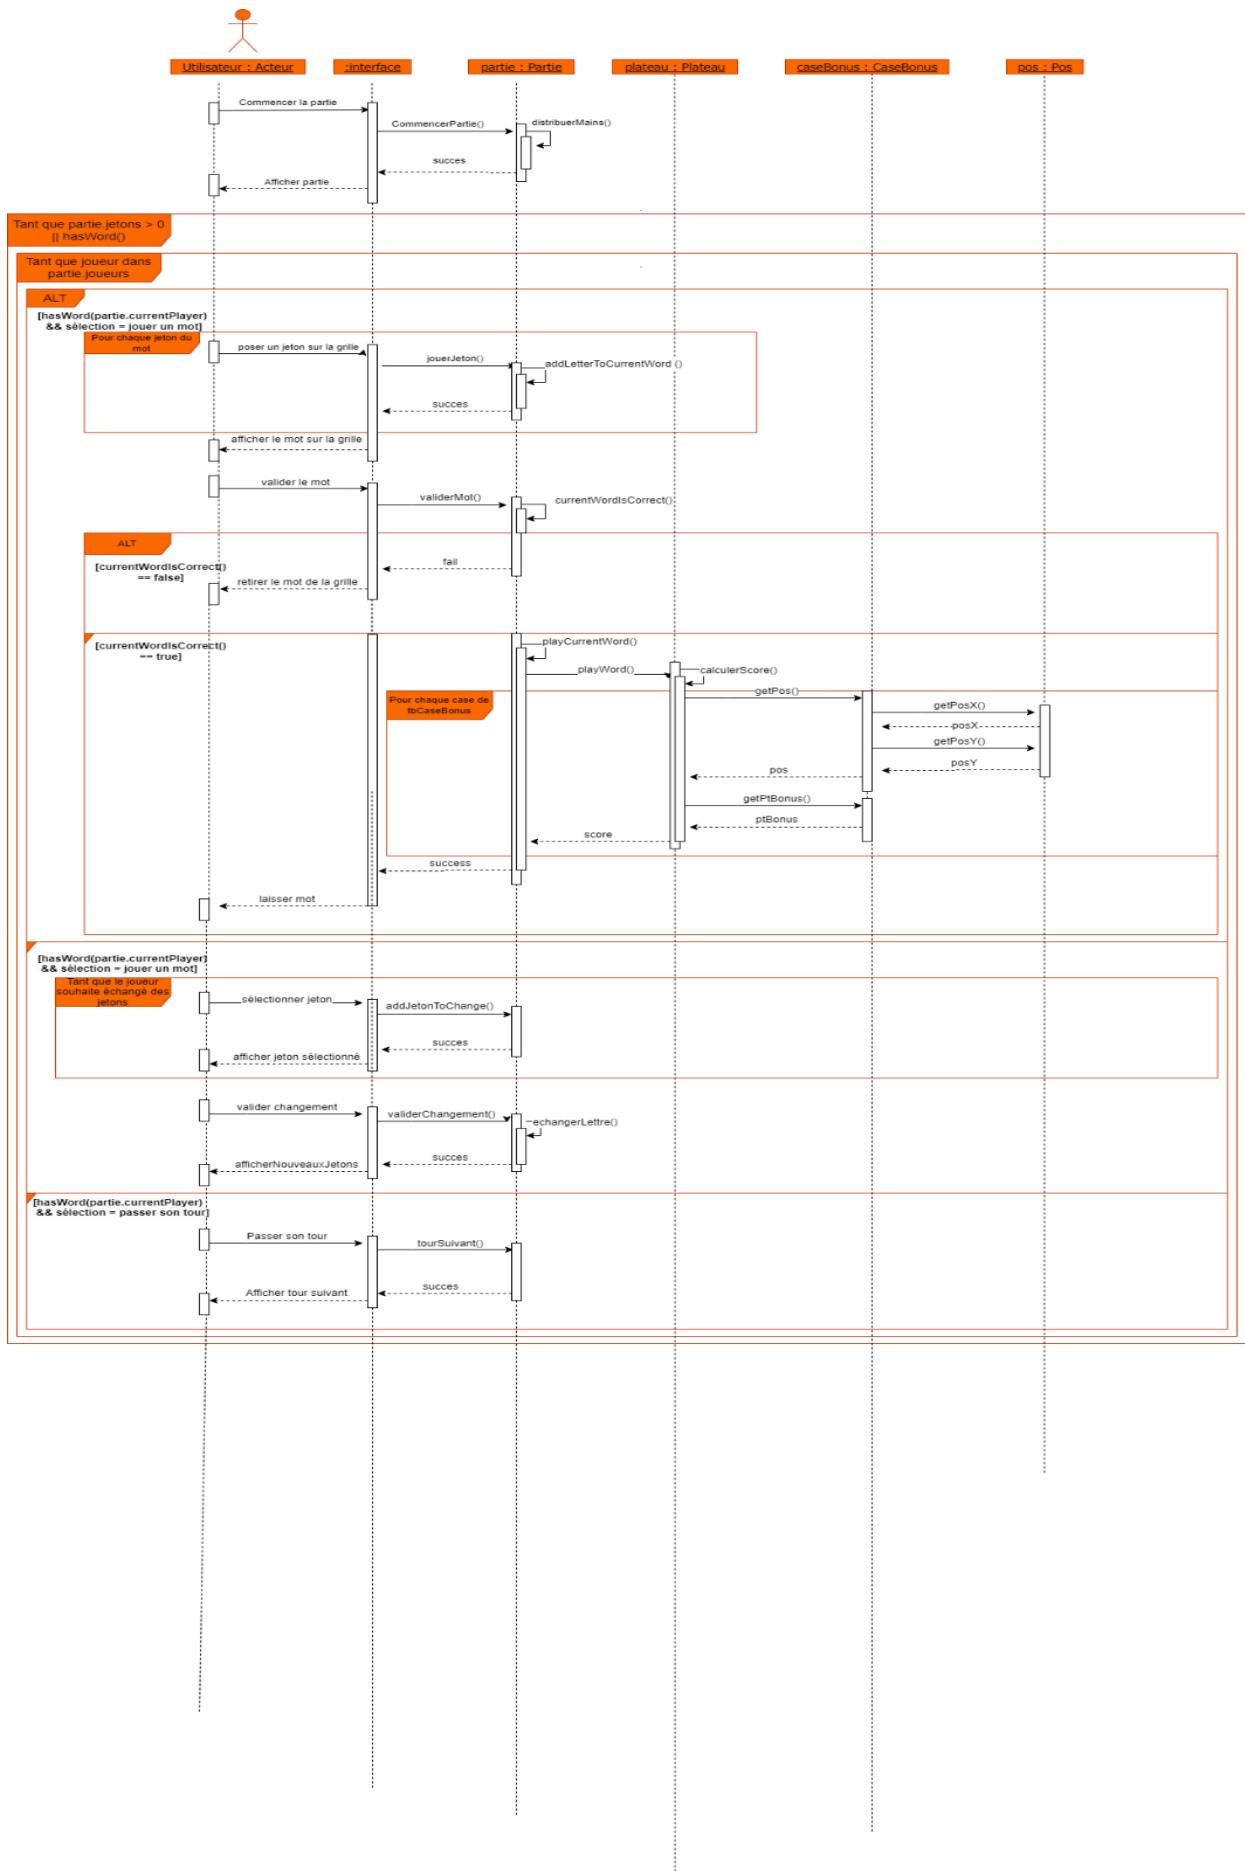 Utilisateur : Acteur
:interface
partie : Partie
plateau : Plateau
caseBonus : CaseBonus
pos : Pos
Commencer la partie
CommencerPartie()
distribuerMains()
succes
Afficher partie
Tant que partie.jetons > 0
|| hasWord()
Tant que joueur dans
partie.joueurs
ALT
[hasWord(partie.currentPlayer)
&& sélection = jouer un mot]
Pour chaque jeton du
mot
poser un jeton sur la grille
jouerJeton()
addLetterToCurrentWord ()
succes
afficher le mot sur la grille
valider le mot
validerMot()
currentWordIsCorrect()
ALT
[currentWordIsCorrect()
== false]
fail
retirer le mot de la grille
[currentWordIsCorrect()
== true]
playCurrentWord()
playWord()
calculerScore()
Pour chaque case de
tbCaseBonus
getPos()
getPosX()
posX
getPosY()
posY
pos
getPtBonus()
ptBonus
score
success
laisser mot
[hasWord(partie.currentPlayer)
&& sélection = jouer un mot]
Tant que le joueur
souhaite échangé des
jetons
sélectionner jeton
addJetonToChange()
succes
afficher jeton sélectionné
valider changement
validerChangement()
echangerLettre()
succes
afficherNouveauxJetons
[hasWord(partie.currentPlayer)
&& sélection = passer son tour]
Passer son tour
tourSuivant()
succes
Afficher tour suivant